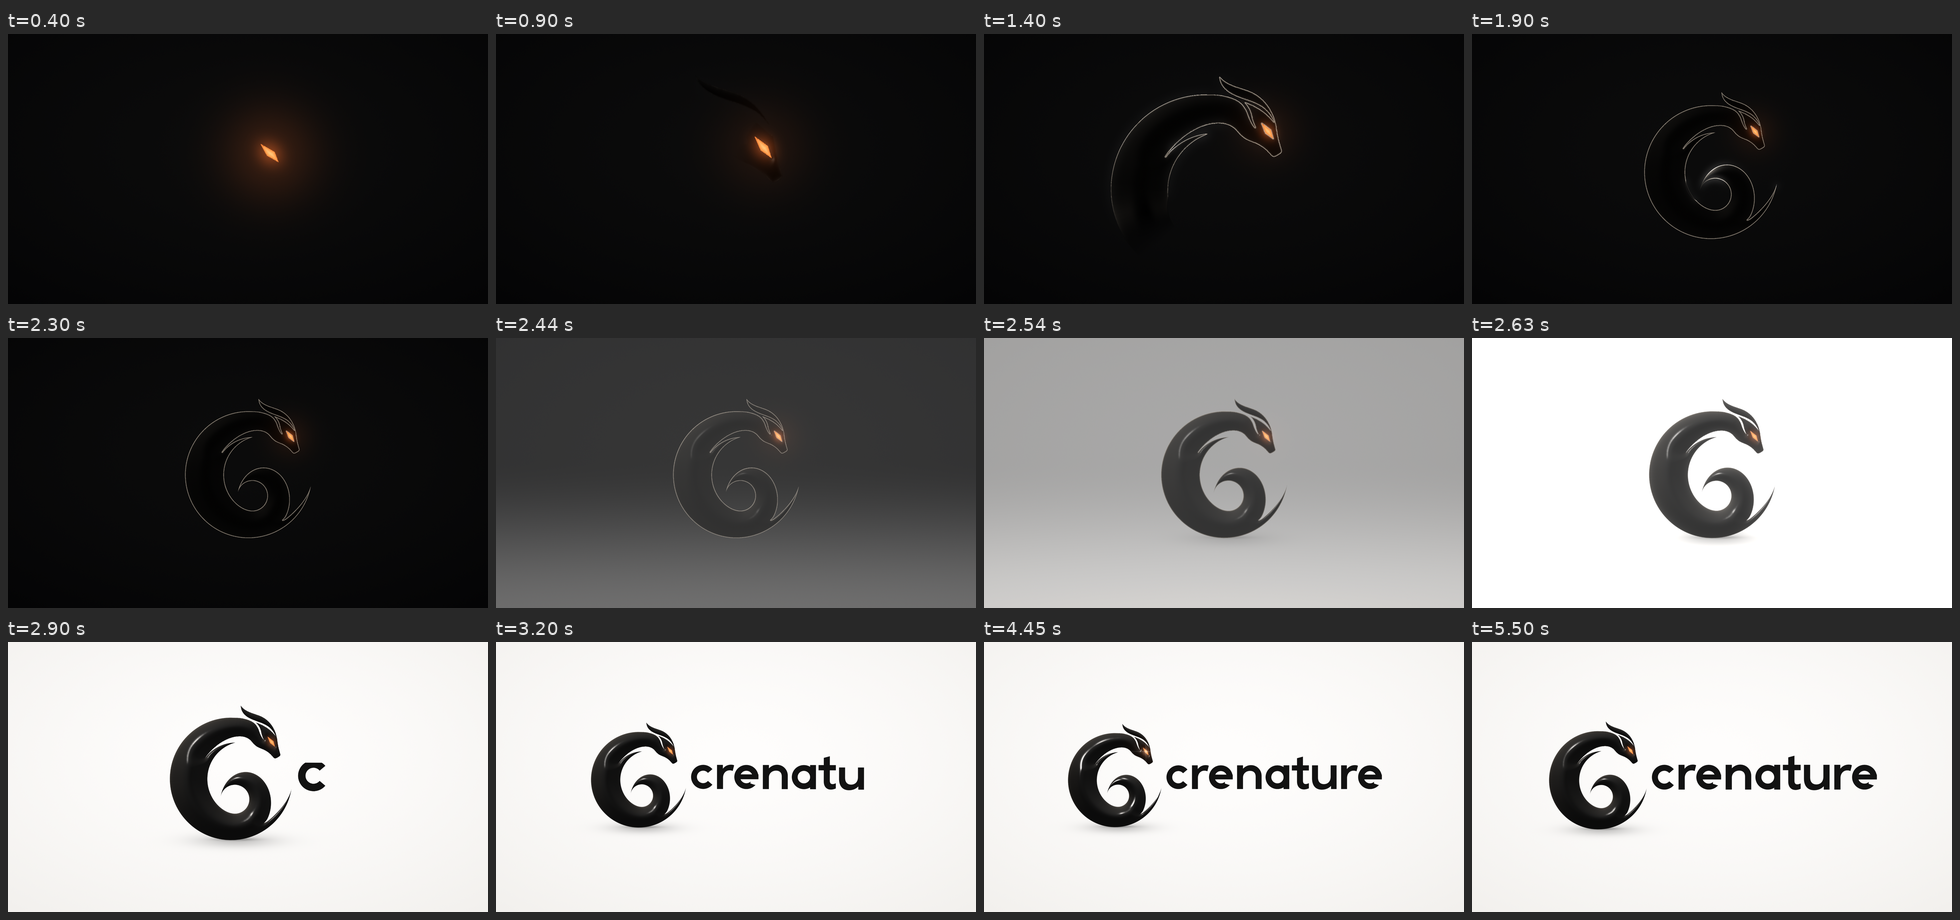 t=0.40 s
t=0.90 s
t=1.40 s
t=1.90 s
t=2.30 s
t=2.44 s
t=2.54 s
t=2.63 s
t=2.90 s
t=3.20 s
t=4.45 s
t=5.50 s
c
crenatu
crenature
crenature